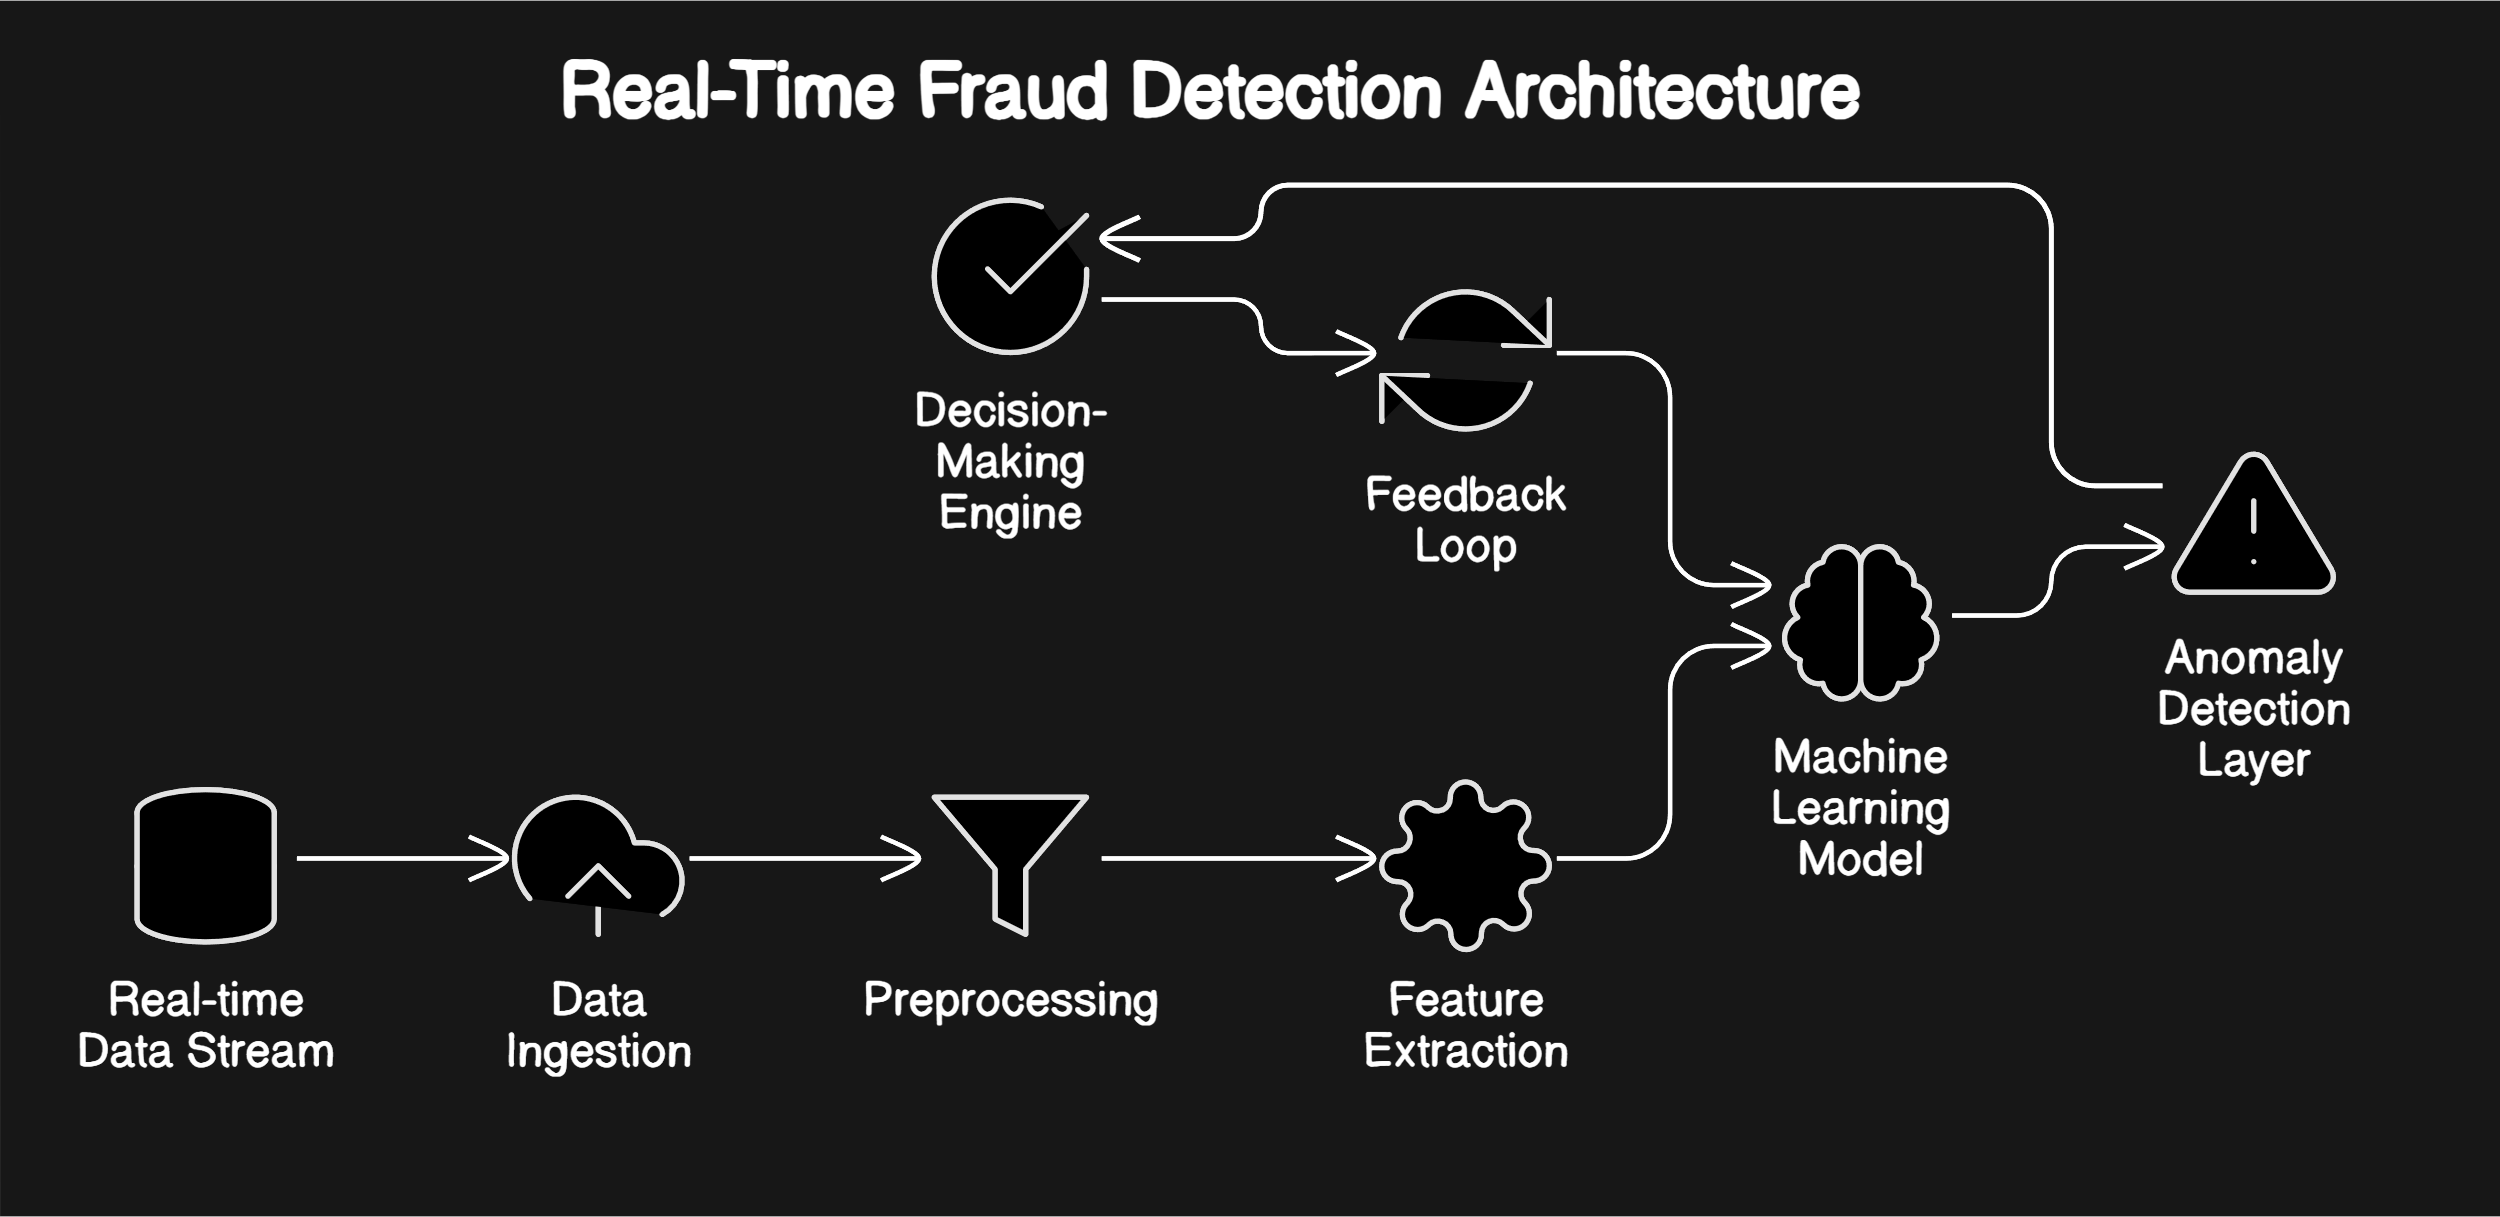 Real-Time Fraud Detection Architecture
Decision-
Making
Engine
Feedback
Loop
Anomaly
Detection
Layer
Machine
Learning
Model
Real-time
Data Stream
Data
Ingestion
Preprocessing
Feature
Extraction